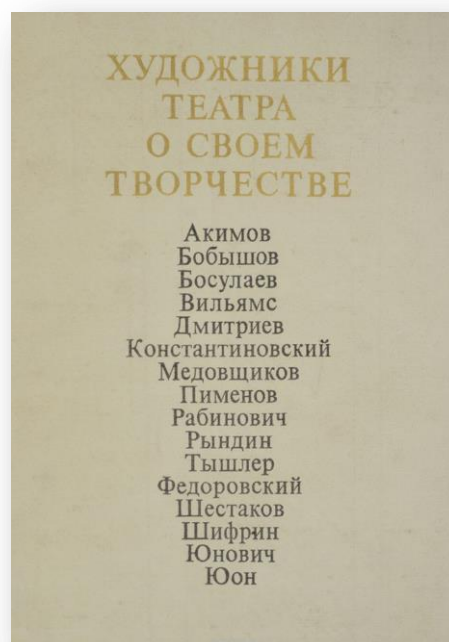 ХУДОЖНИКИ
ТЕАТРА
О СВОЕМ
ТВОРЧЕСТВЕ
Акимов
Бобышов
Босулаев
Вильямс
Дмитриев
Константиновский
Медовщиков
Пименов
Рабинович
Рындин
Тышлер
Федоровский
Шестаков
Шифрин
Юнович
Юон